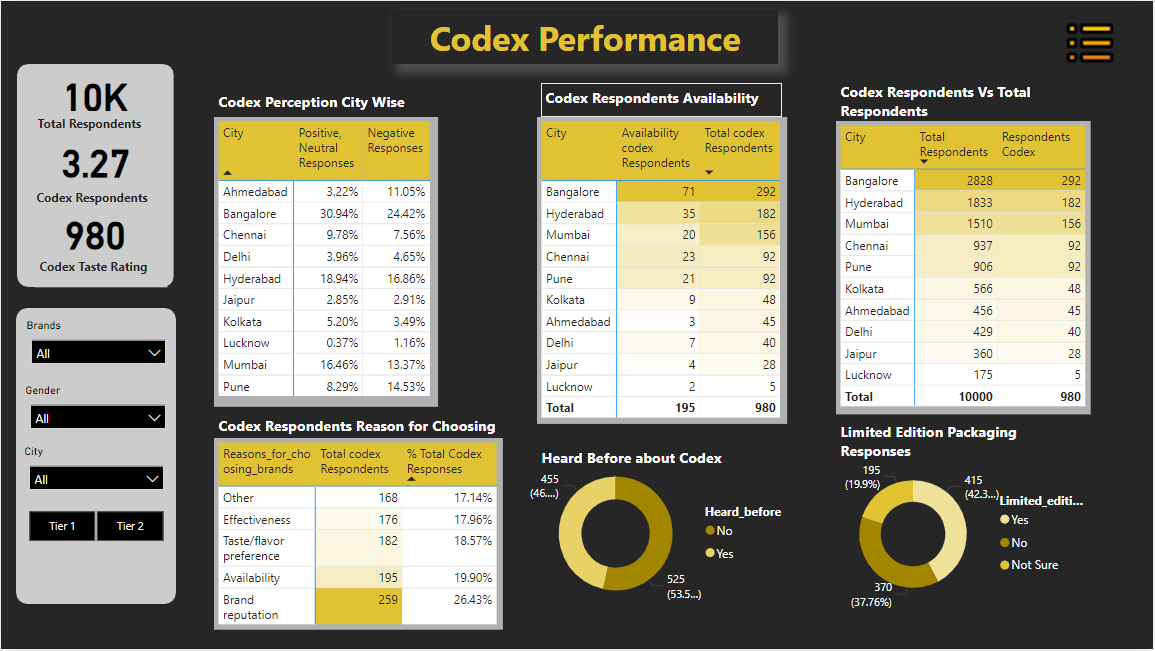 Codex Performance
10K
Total Respondents
3.27
Codex Respondents
980
Codex Taste Rating
Brands
All
Gender
All
City
All
Tier 1 Tier 2
Codex Perception City Wise
City Positive, Neutral Responses Negative Responses
Ahmedabad 3.22% 11.05%
Bangalore 30.94% 24.42%
Chennai 9.78% 7.56%
Delhi 3.96% 4.65%
Hyderabad 18.94% 16.86%
Jaipur 2.85% 2.91%
Kolkata 5.20% 3.49%
Lucknow 0.37% 1.16%
Mumbai 16.46% 13.37%
Pune 8.29% 14.53%
Codex Respondents Availability
City Availability codex Respondents Total codex Respondents
Bangalore 71 292
Hyderabad 35 182
Mumbai 20 156
Chennai 23 92
Pune 21 92
Kolkata 9 48
Ahmedabad 3 45
Delhi 7 40
Jaipur 4 28
Lucknow 2 5
Total 195 980
Codex Respondents Vs Total
Respondents
City Total Respondents Respondents Codex
Bangalore 2828 292
Hyderabad 1833 182
Mumbai 1510 156
Chennai 937 92
Pune 906 92
Kolkata 566 48
Ahmedabad 456 45
Delhi 429 40
Jaipur 360 28
Lucknow 175 5
Total 10000 980
Codex Respondents Reason for Choosing
Reasons_for_cho
osing_brands Total codex Respondents % Total Codex Responses
Other 168 17.14%
Effectiveness 176 17.96%
Taste/flavor
preference 182 18.57%
Availability 195 19.90%
Brand
reputation 259 26.43%
Heard Before about Codex
455
(46....)
525
(53.5...)
Heard_before
No
Yes
Limited Edition Packaging
Responses
195
(19.9%)
415
(42.3...)
370
(37.76%)
Limited_editi...
Yes
No
Not Sure